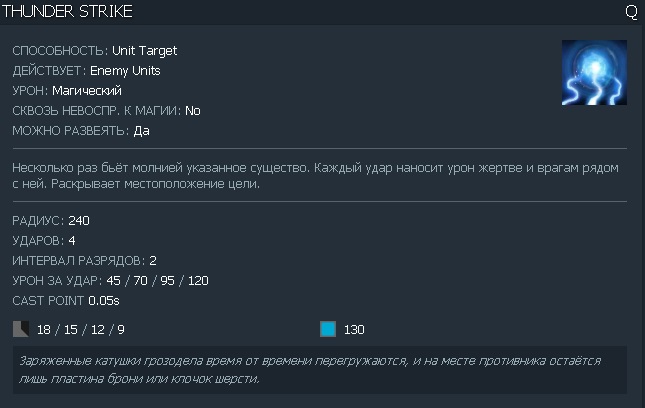 THUNDER STRIKE Q
СПОСОБНОСТЬ: Unit Target
ДЕЙСТВУЕТ: Enemy Units
УРОН: Магический
СКВОЗЬ НЕВОСПР. К МАГИИ: No
МОЖНО РАЗВЕЯТЬ: Да
Несколько раз бьёт молнией указанное существо. Каждый удар наносит урон жертве и врагам рядом
с ней. Раскрывает местоположение цели.
РАДИУС: 240
УДАРОВ: 4
ИНТЕРВАЛ РАЗРЯДОВ: 2
УРОН ЗА УДАР: 45 / 70 / 95 / 120
CAST POINT 0.05s
18 / 15 / 12 / 9 130
Заряженные катушки грозодела время от времени перегружаются, и на месте противника остаётся
лишь пластина брони или клочок шерсти.